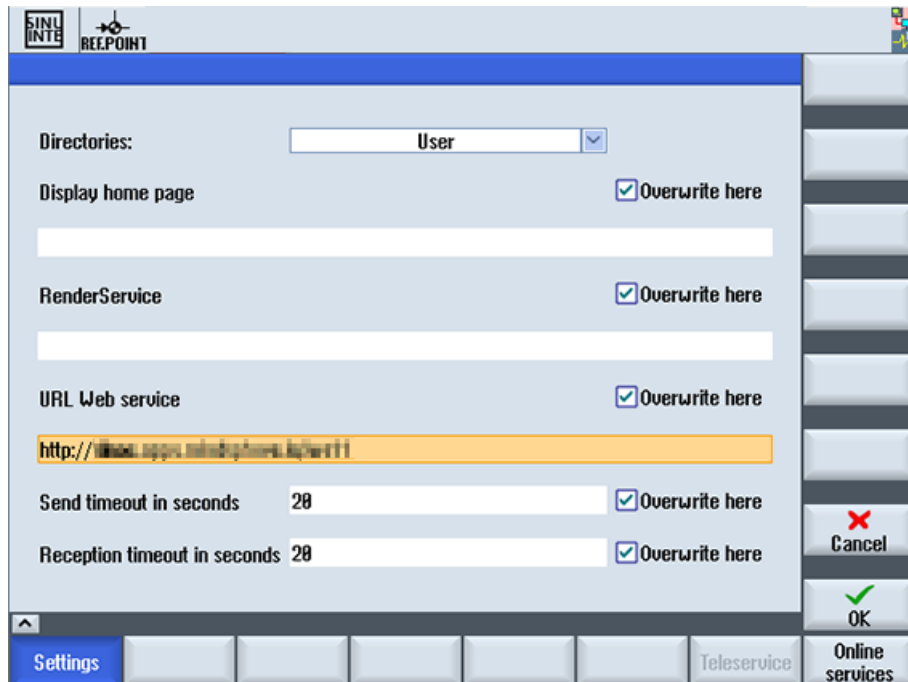 SINU
INTE
REF.POINT
Directories:
User
Display home page
Overwrite here
RenderService
Overwrite here
URL Web service
Overwrite here
http://
Send timeout in seconds
20
Overwrite here
Reception timeout in seconds
20
Overwrite here
Cancel
OK
Settings
Teleservice
Online
services